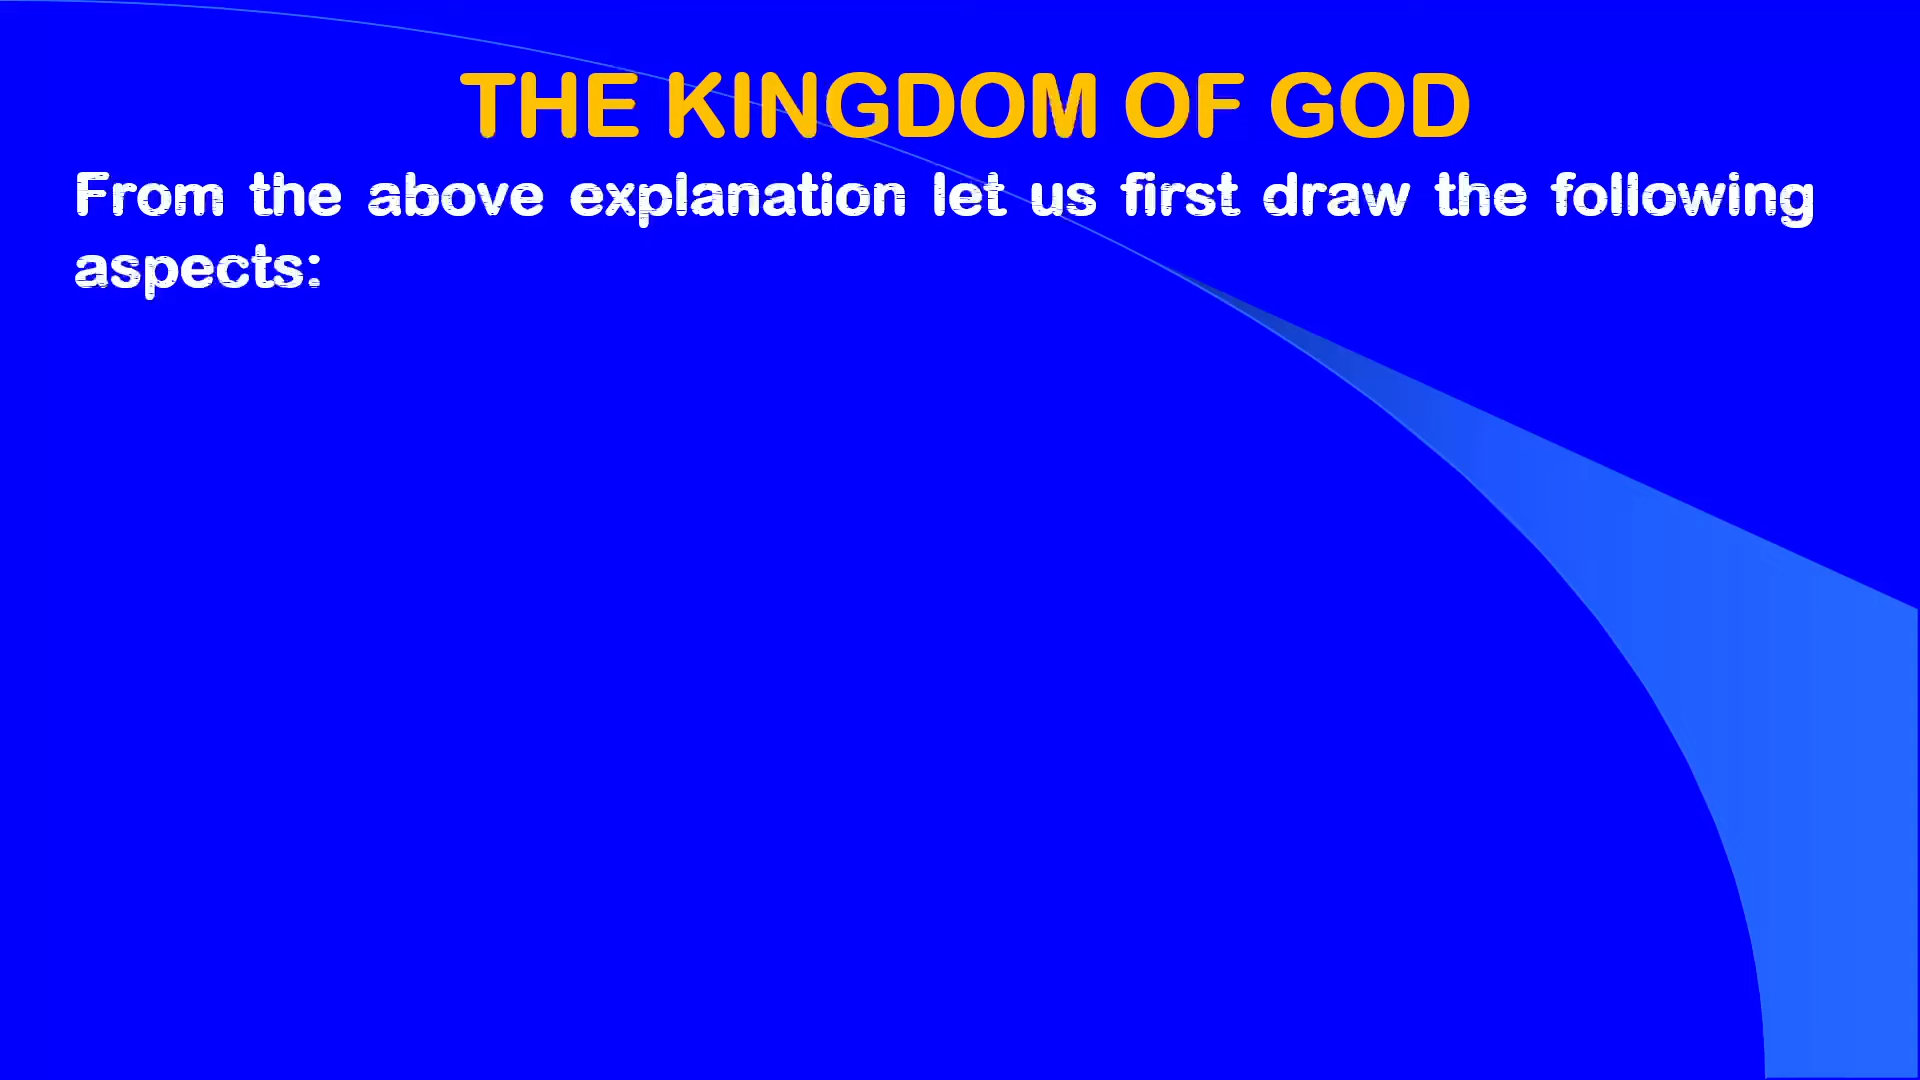 THE KINGDOM OF GOD
From the above explanation let us first draw the following
aspects: